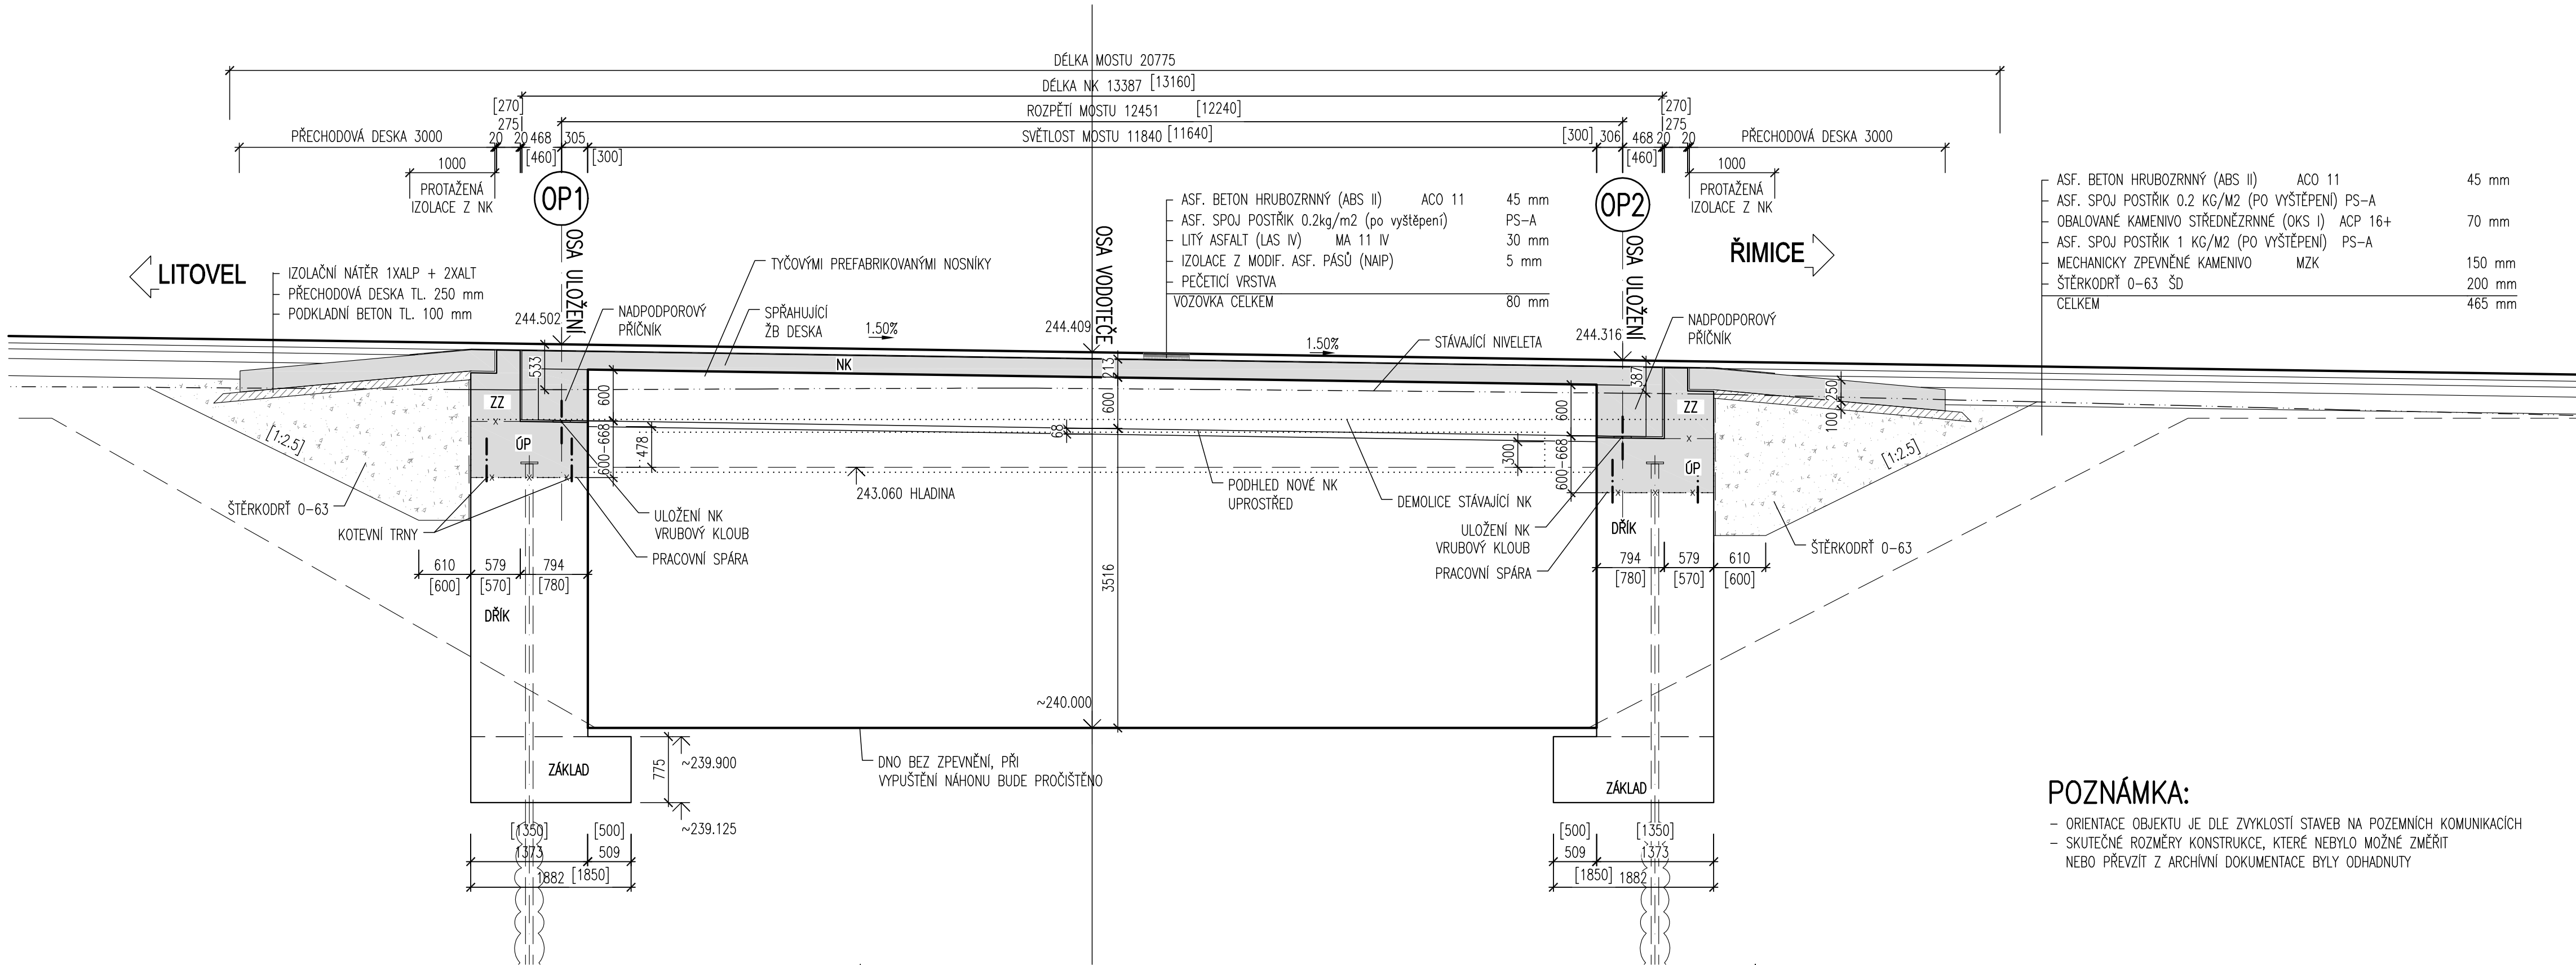 DÉLKA MOSTU 20775
DÉLKA NK 13387 [13160]
ROZPĚTÍ MOSTU 12451 [12240]
SVĚTLOST MOSTU 11840 [11640]
[270]
275
PŘECHODOVÁ DESKA 3000
20 20 468 305
[460] [300]
1000
PROTAŽENÁ
IZOLACE Z NK
OP1
OSA ULOŽENÍ
[270]
275
[300] 306 468 20 20
[460]
PŘECHODOVÁ DESKA 3000
1000
PROTAŽENÁ
IZOLACE Z NK
OP2
OSA ULOŽENÍ
OSA VODOTEČE
LITOVEL
ŘIMICE
IZOLAČNÍ NÁTĚR 1XALP + 2XALT
PŘECHODOVÁ DESKA TL. 250 mm
PODKLADNÍ BETON TL. 100 mm
ASF. BETON HRUBOZRNNÝ (ABS II) ACO 11 45 mm
ASF. SPOJ POSTŘIK 0.2kg/m2 (po vyštěpení) PS-A
LITÝ ASFALT (LAS IV) MA 11 IV 30 mm
IZOLACE Z MODIF. ASF. PÁSŮ (NAIP) 5 mm
PEČETICÍ VRSTVA
VOZOVKA CELKEM 80 mm
ASF. BETON HRUBOZRNNÝ (ABS II) ACO 11 45 mm
ASF. SPOJ POSTŘIK 0.2 KG/M2 (PO VYŠTĚPENÍ) PS-A
OBALOVANÉ KAMENIVO STŘEDNĚZRNNÉ (OKS I) ACP 16+ 70 mm
ASF. SPOJ POSTŘIK 1 KG/M2 (PO VYŠTĚPENÍ) PS-A
MECHANICKY ZPEVNĚNÉ KAMENIVO MZK 150 mm
ŠTĚRKODRŤ 0-63 ŠD 200 mm
CELKEM 465 mm
TYČOVÝMI PREFABRIKOVANÝMI NOSNÍKY
NADPODPOROVÝ
PŘÍČNÍK
SPŘAHUJÍCÍ
ŽB DESKA
244.502
1.50%
244.409
1.50%
STÁVAJÍCÍ NIVELETA
244.316
NADPODPOROVÝ
PŘÍČNÍK
NK
533
600
600-668
478
213
600
68
3516
387
600
600-668
300
250
100
ZZ
ÚP
ZZ
ÚP
[1:2.5]
[1:2.5]
243.060 HLADINA
PODHLED NOVÉ NK
UPROSTŘED
DEMOLICE STÁVAJÍCÍ NK
ŠTĚRKODRŤ 0-63
KOTEVNÍ TRNY
ULOŽENÍ NK
VRUBOVÝ KLOUB
PRACOVNÍ SPÁRA
ULOŽENÍ NK
VRUBOVÝ KLOUB
PRACOVNÍ SPÁRA
DŘÍK
ŠTĚRKODRŤ 0-63
610 579 794
[600] [570] [780]
794 579 610
[780] [570] [600]
DŘÍK
~240.000
ZÁKLAD
775
~239.900
~239.125
DNO BEZ ZPEVNĚNÍ, PŘI
VYPUŠTĚNÍ NÁHONU BUDE PROČIŠTĚNO
ZÁKLAD
[1350] [500]
1373 509
1882 [1850]
[500] [1350]
509 1373
[1850] 1882
POZNÁMKA:
- ORIENTACE OBJEKTU JE DLE ZVYKLOSTÍ STAVEB NA POZEMNÍCH KOMUNIKACÍCH
- SKUTEČNÉ ROZMĚRY KONSTRUKCE, KTERÉ NEBYLO MOŽNÉ ZMĚŘIT
NEBO PŘEVZÍT Z ARCHÍVNÍ DOKUMENTACE BYLY ODHADNUTY